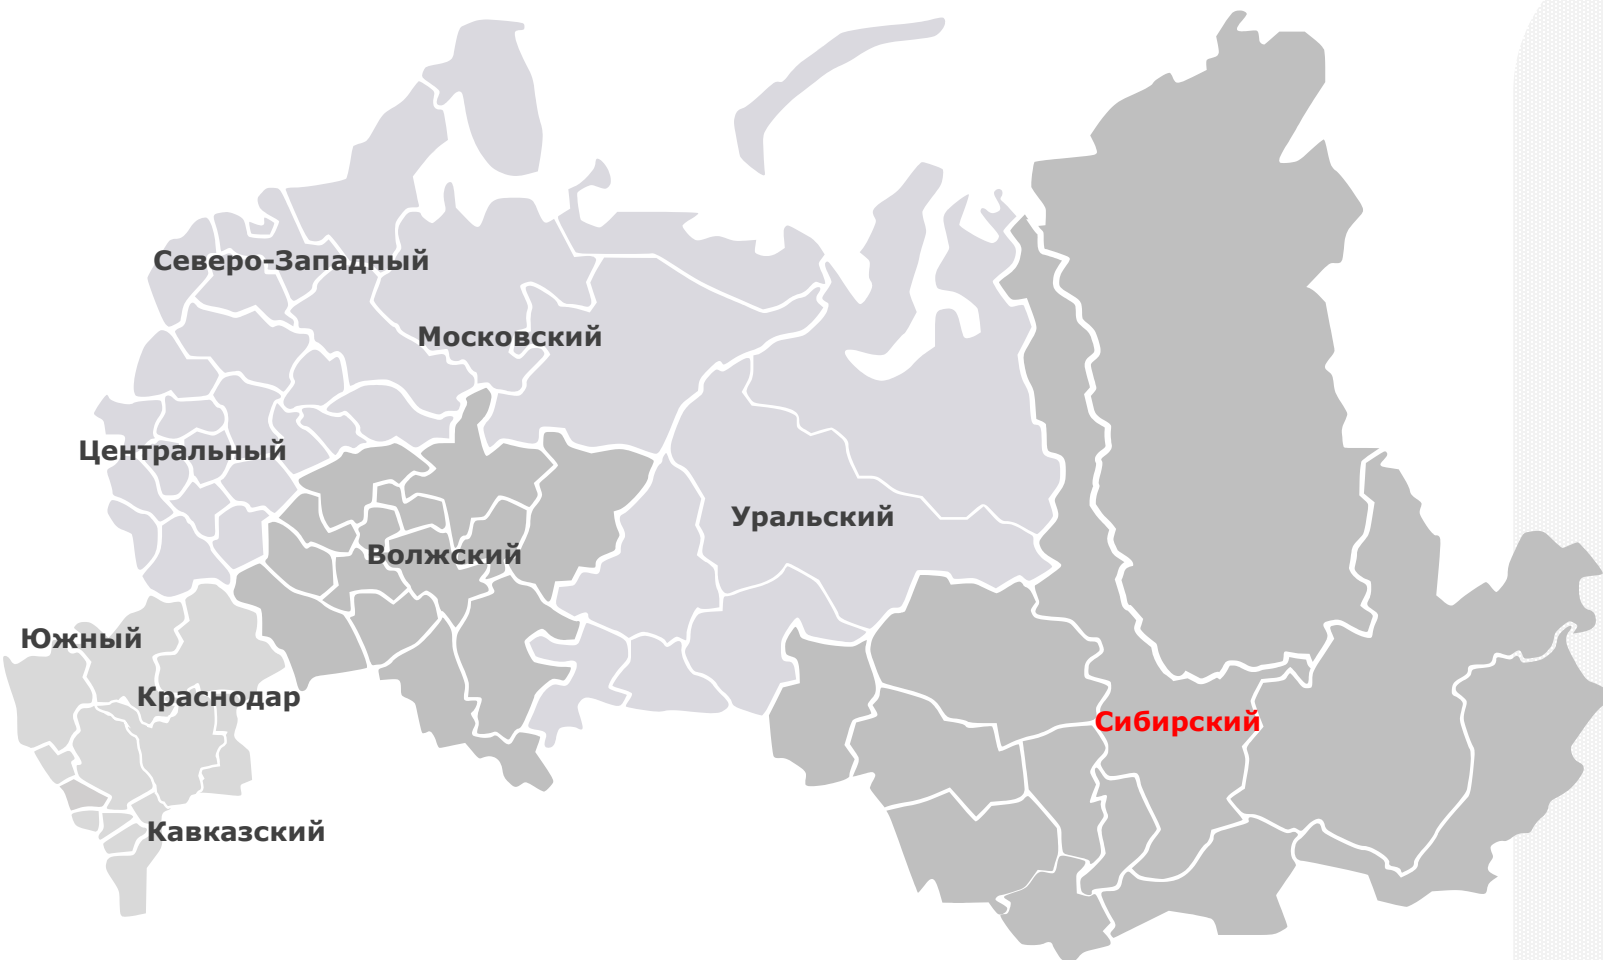 Северо-Западный
Московский
Центральный
Уральский
Волжский
Южный
Краснодар
Сибирский
Кавказский